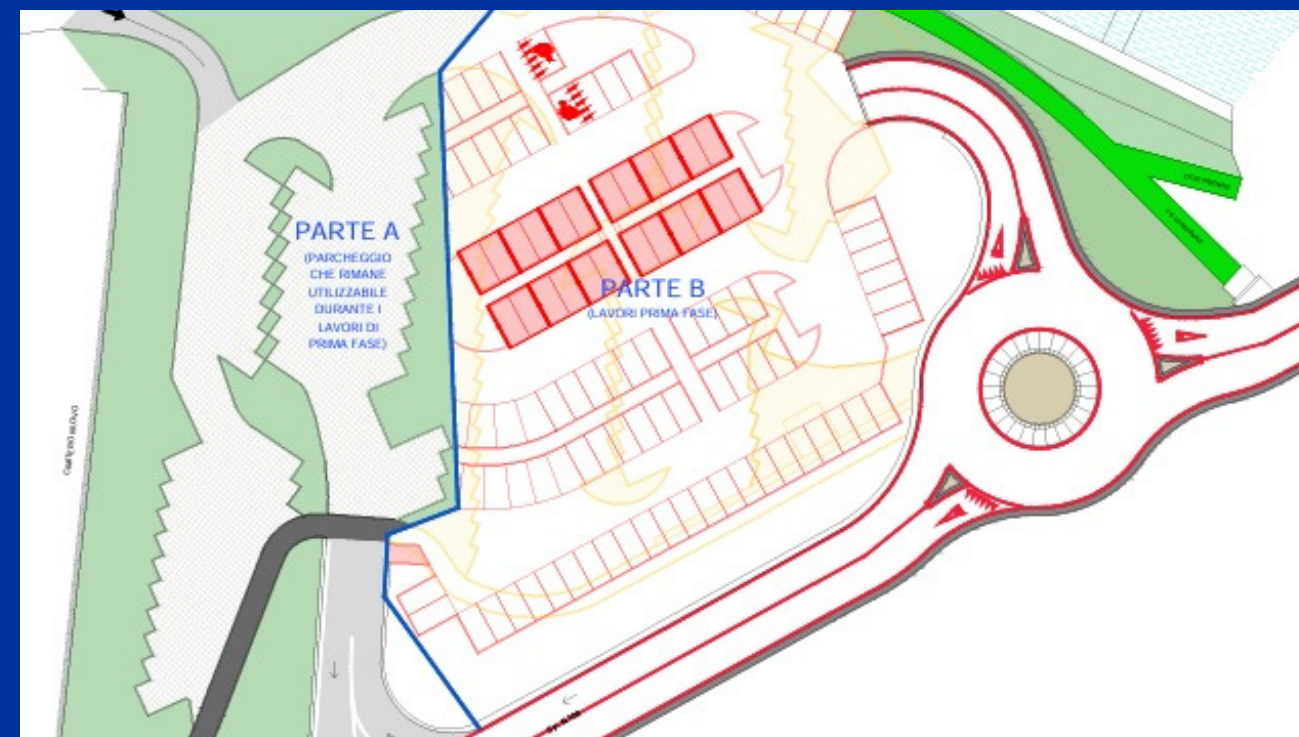 PARTE A
(PARCHEGGIO
CHE RIMANE
UTILIZZABILE
DURANTE I
LAVORI DI
PRIMA FASE)
PARTE B
(LAVORI PRIMA FASE)